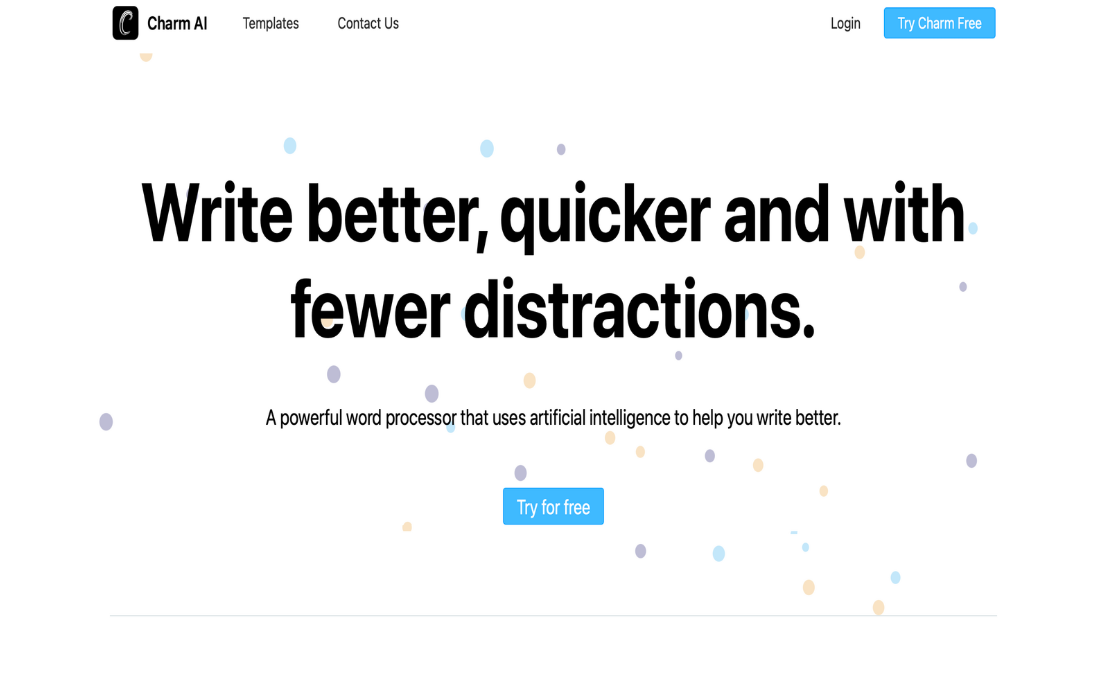 Charm AI Templates Contact Us Login Try Charm Free
Write better, quicker and with
fewer distractions.
A powerful word processor that uses artificial intelligence to help you write better.
Try for free